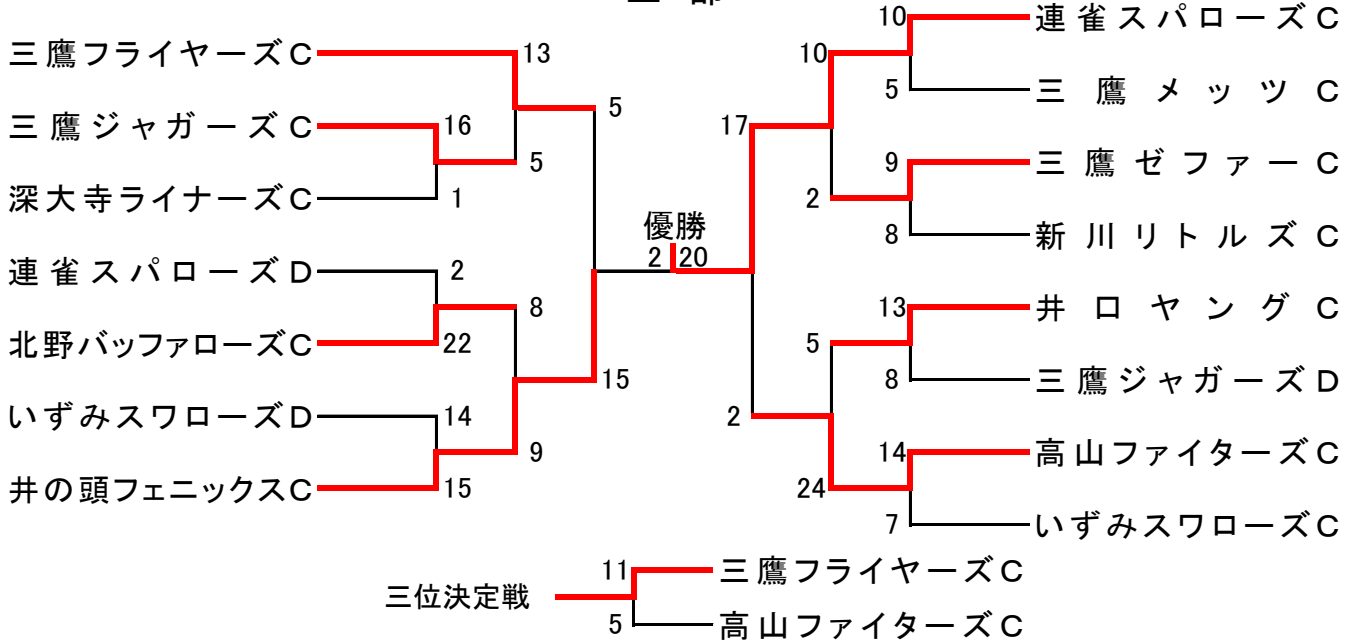 10 連雀スパローズC
三鷹フライヤーズC 13
10
5 三鷹メッツC
5
三鷹ジャガーズC 16
17
5
9 三鷹ゼファーC
深大寺ライナーズC 1
2
優勝
8 新川リトルズC
2 20
連雀スパローズD 2
8
13 井口ヤングC
北野バッファローズC 22
5
15
8 三鷹ジャガーズD
いずみスワローズD 14
2
9
14 高山ファイターズC
井の頭フェニックスC 15
24
7 いずみスワローズC
11 三鷹フライヤーズC
三位決定戦
5 高山ファイターズC